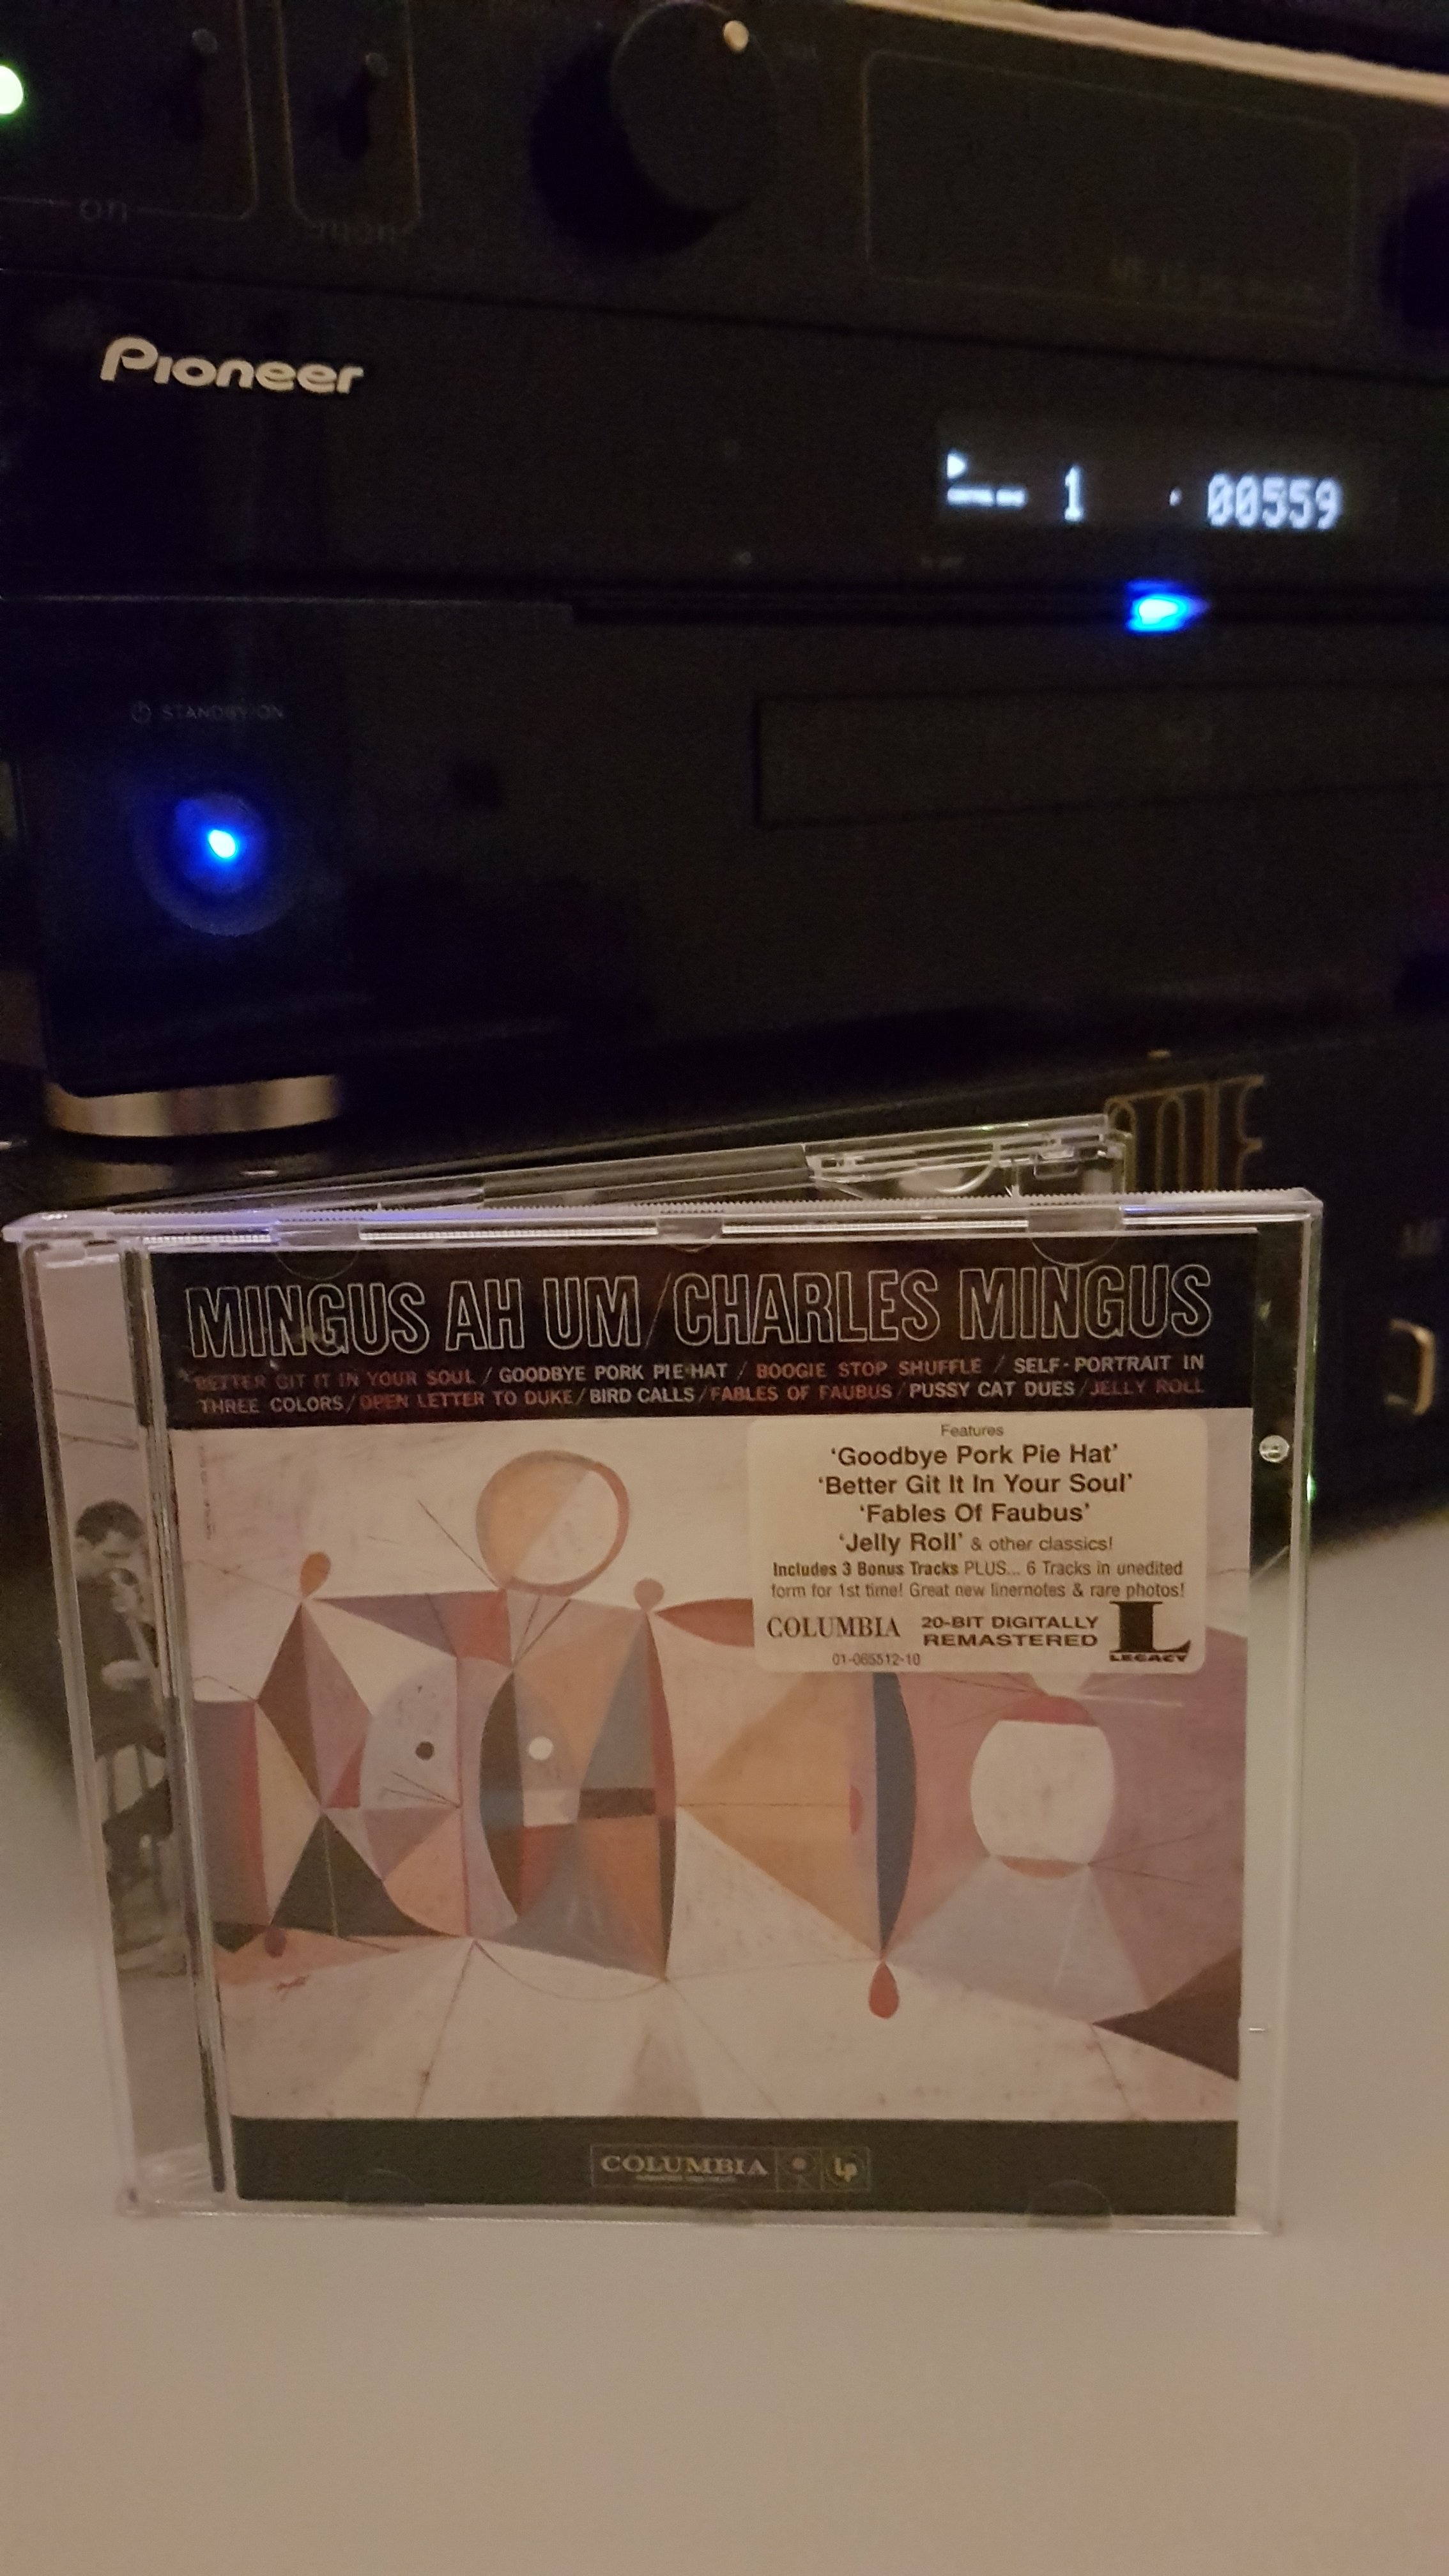 on
Pioneer
1 00559
STANDBY/ON
MINGUS AH UM/CHARLES MINGUS
BETTER GIT IT IN YOUR SOUL / GOODBYE PORK PIE HAT / BOOGIE STOP SHUFFLE / SELF-PORTRAIT IN
THREE COLORS/OPEN LETTER TO DUKE/BIRD CALLS/FABLES OF FAUBUS/PUSSY CAT DUES/JELLY ROLL
Features
‘Goodbye Pork Pie Hat’
‘Better Git It In Your Soul’
‘Fables Of Faubus’
‘Jelly Roll’ & other classics!
Includes 3 Bonus Tracks PLUS... 6 Tracks in unedited
form for 1st time! Great new linernotes & rare photos!
COLUMBIA 20-BIT DIGITALLY
REMASTERED L
LEGACY
01-065512-10
COLUMBIA Lp